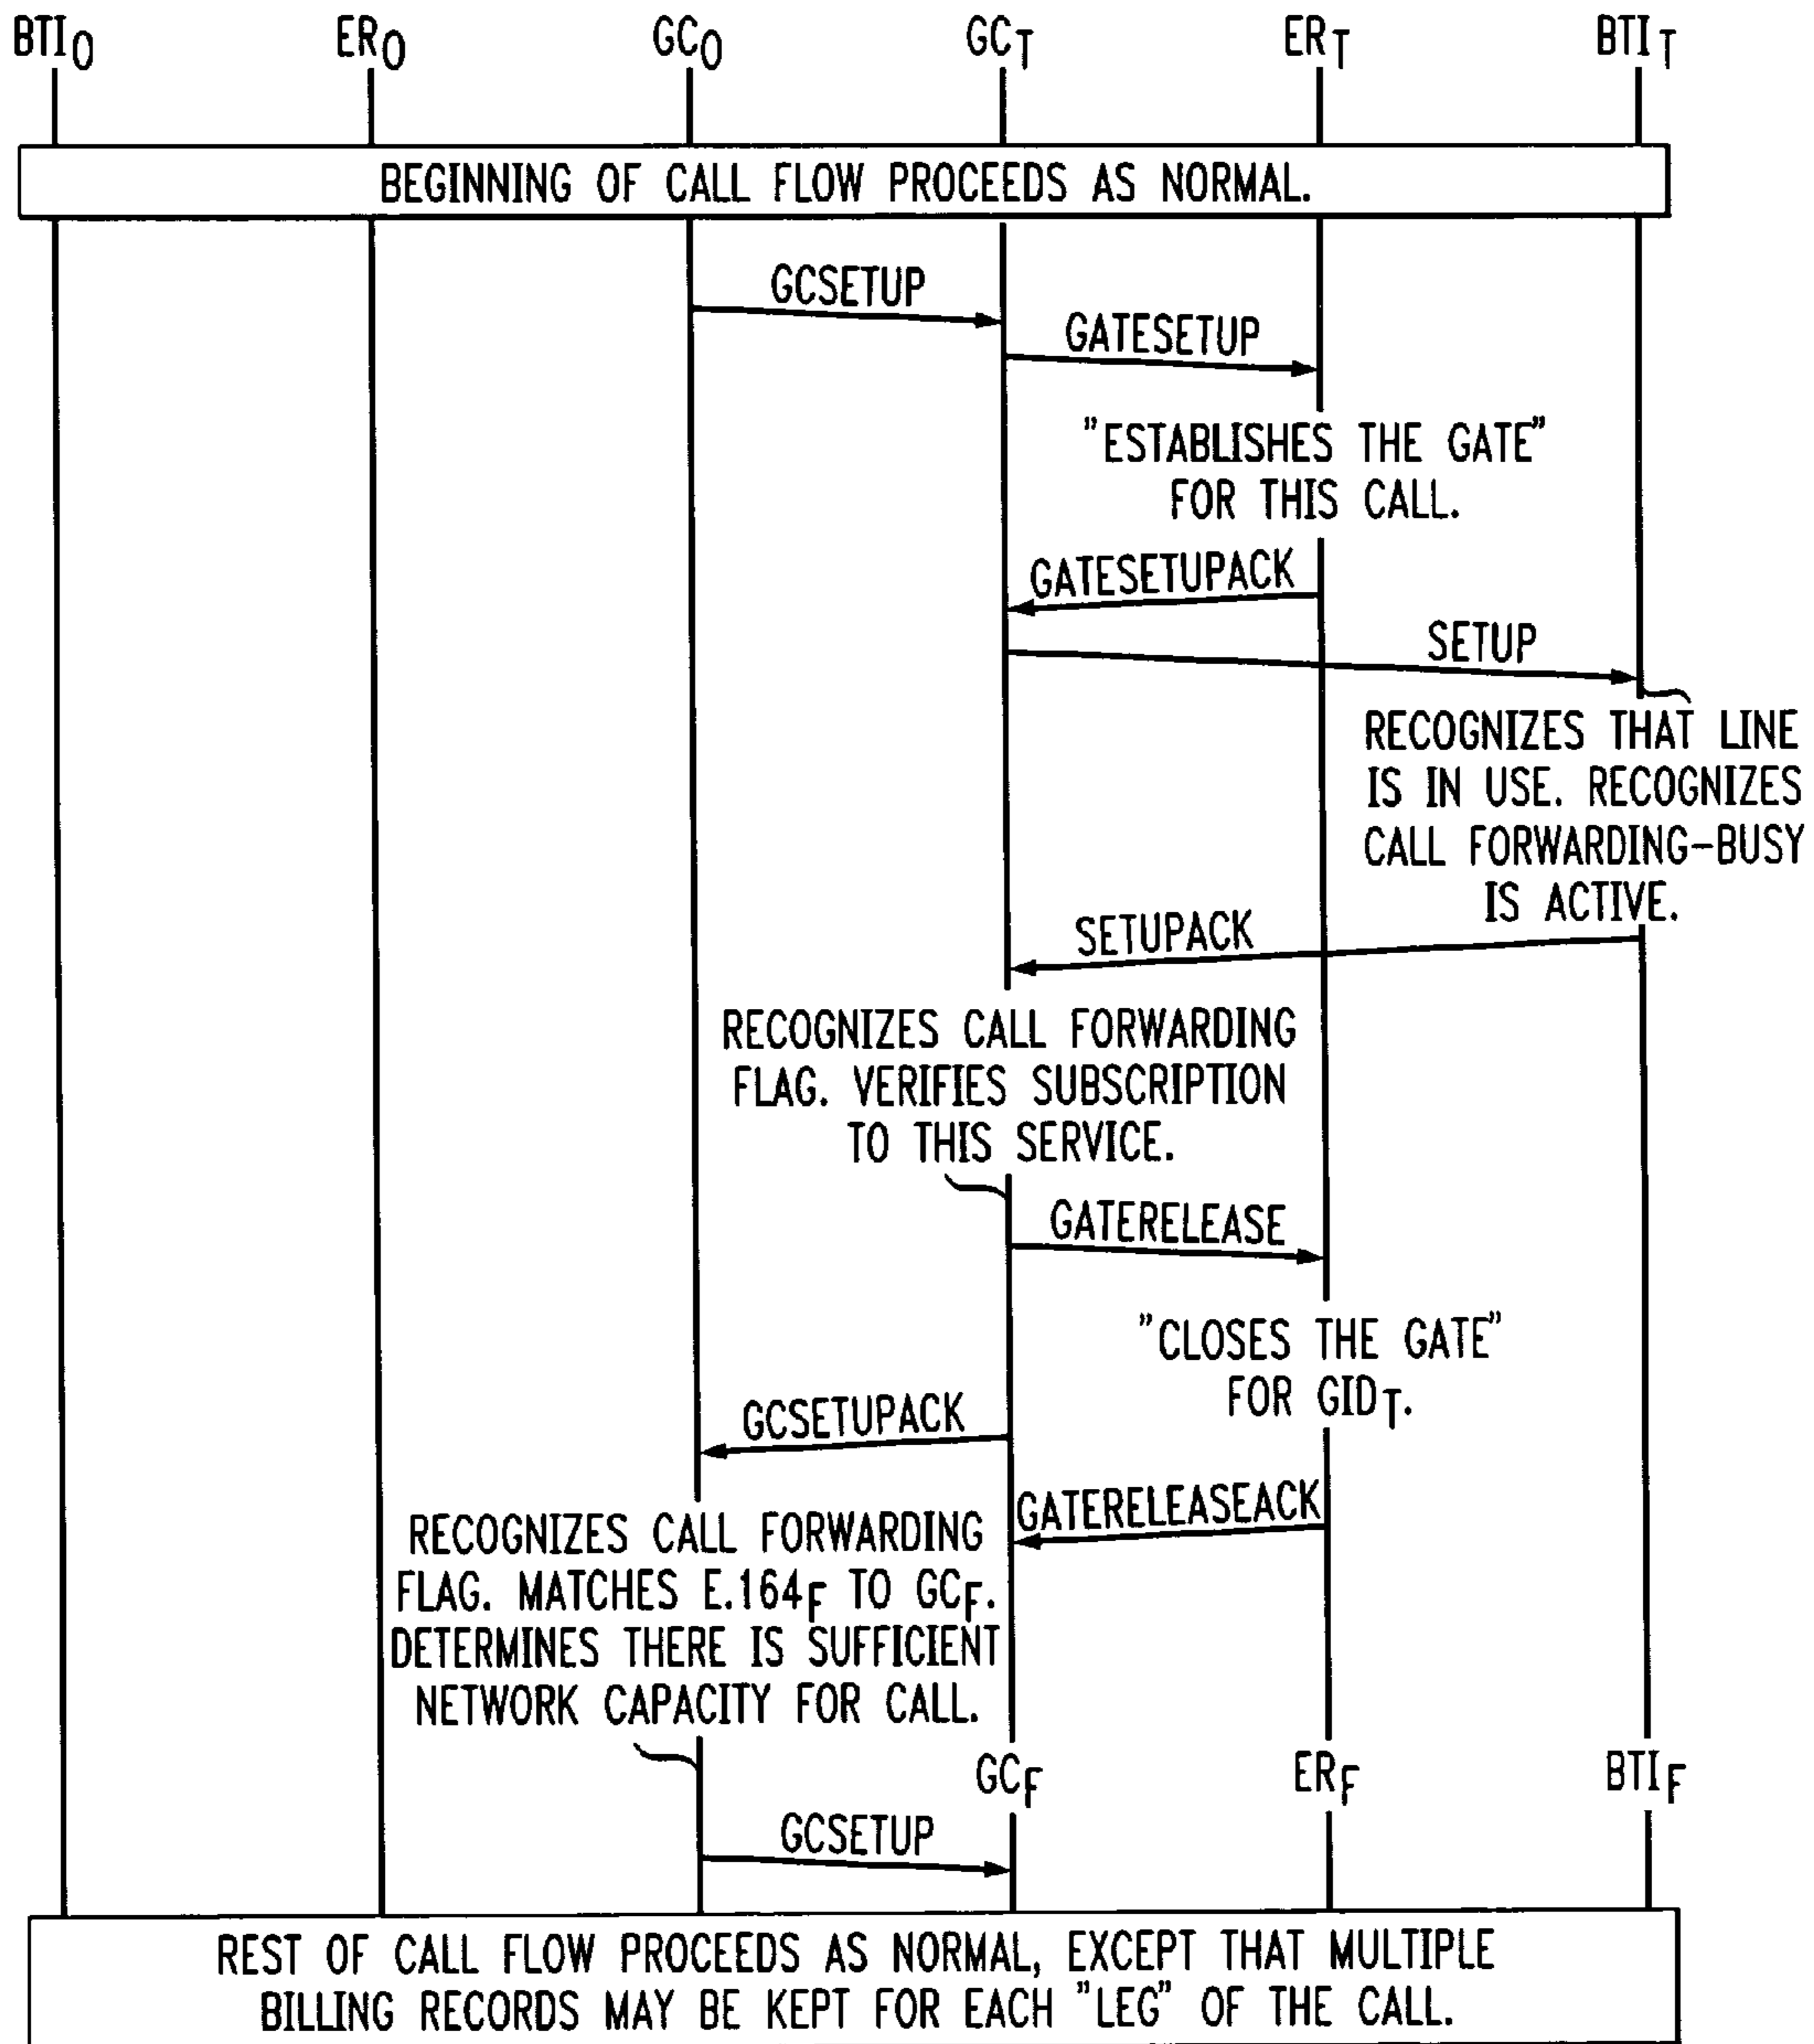 BTIO ERO GCO GCT ERT BTIT
BEGINNING OF CALL FLOW PROCEEDS AS NORMAL.
GCSETUP
GATESETUP
"ESTABLISHES THE GATE"
FOR THIS CALL.
GATESETUPACK
SETUP
RECOGNIZES THAT LINE
IS IN USE. RECOGNIZES
CALL FORWARDING-BUSY
IS ACTIVE.
SETUPACK
RECOGNIZES CALL FORWARDING
FLAG. VERIFIES SUBSCRIPTION
TO THIS SERVICE.
GATERELEASE
"CLOSES THE GATE"
FOR GIDT.
GCSETUPACK
GATERELEASEACK
RECOGNIZES CALL FORWARDING
FLAG. MATCHES E.164F TO GCF.
DETERMINES THERE IS SUFFICIENT
NETWORK CAPACITY FOR CALL.
GCF ERF BTIF
GCSETUP
REST OF CALL FLOW PROCEEDS AS NORMAL, EXCEPT THAT MULTIPLE
BILLING RECORDS MAY BE KEPT FOR EACH "LEG" OF THE CALL.